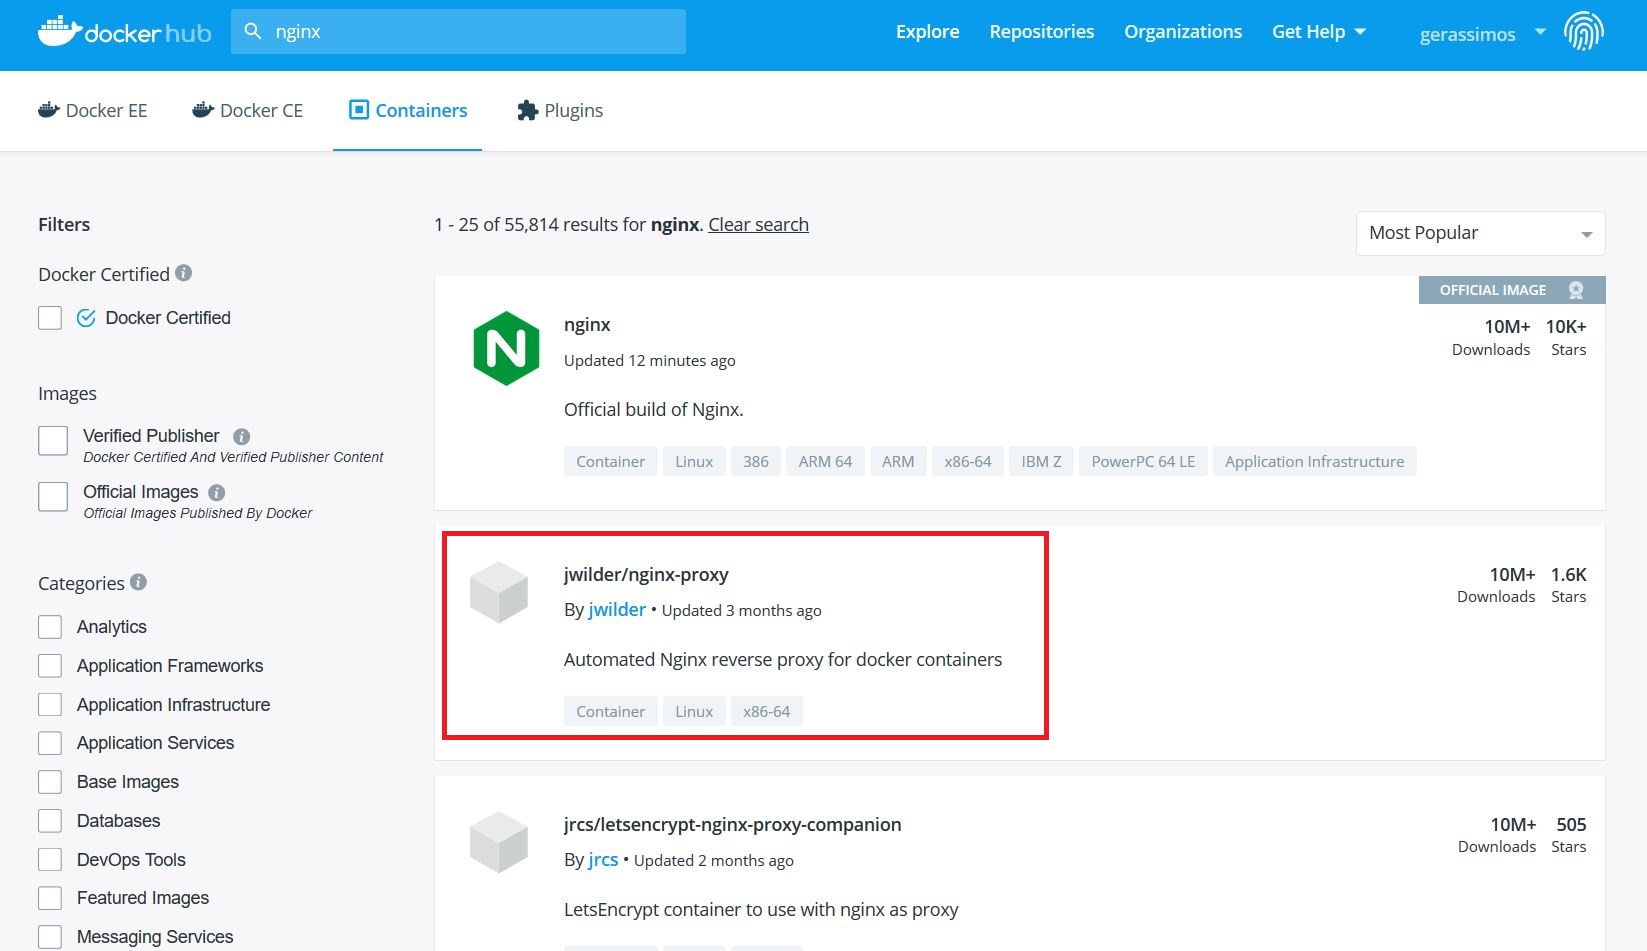 docker hub
nginx
Explore Repositories Organizations Get Help gerassimos
Docker EE Docker CE Containers Plugins
Filters
Docker Certified
Docker Certified
Images
Verified Publisher
Docker Certified And Verified Publisher Content
Official Images
Official Images Published By Docker
Categories
Analytics
Application Frameworks
Application Infrastructure
Application Services
Base Images
Databases
DevOps Tools
Featured Images
Messaging Services
1 - 25 of 55,814 results for nginx. Clear search
Most Popular
OFFICIAL IMAGE
N
nginx
10M+ 10K+
Downloads Stars
Updated 12 minutes ago
Official build of Nginx.
Container Linux 386 ARM 64 ARM x86-64 IBM Z PowerPC 64 LE Application Infrastructure
jwilder/nginx-proxy
10M+ 1.6K
Downloads Stars
By jwilder • Updated 3 months ago
Automated Nginx reverse proxy for docker containers
Container Linux x86-64
jrcs/letsencrypt-nginx-proxy-companion
10M+ 505
Downloads Stars
By jrcs • Updated 2 months ago
LetsEncrypt container to use with nginx as proxy